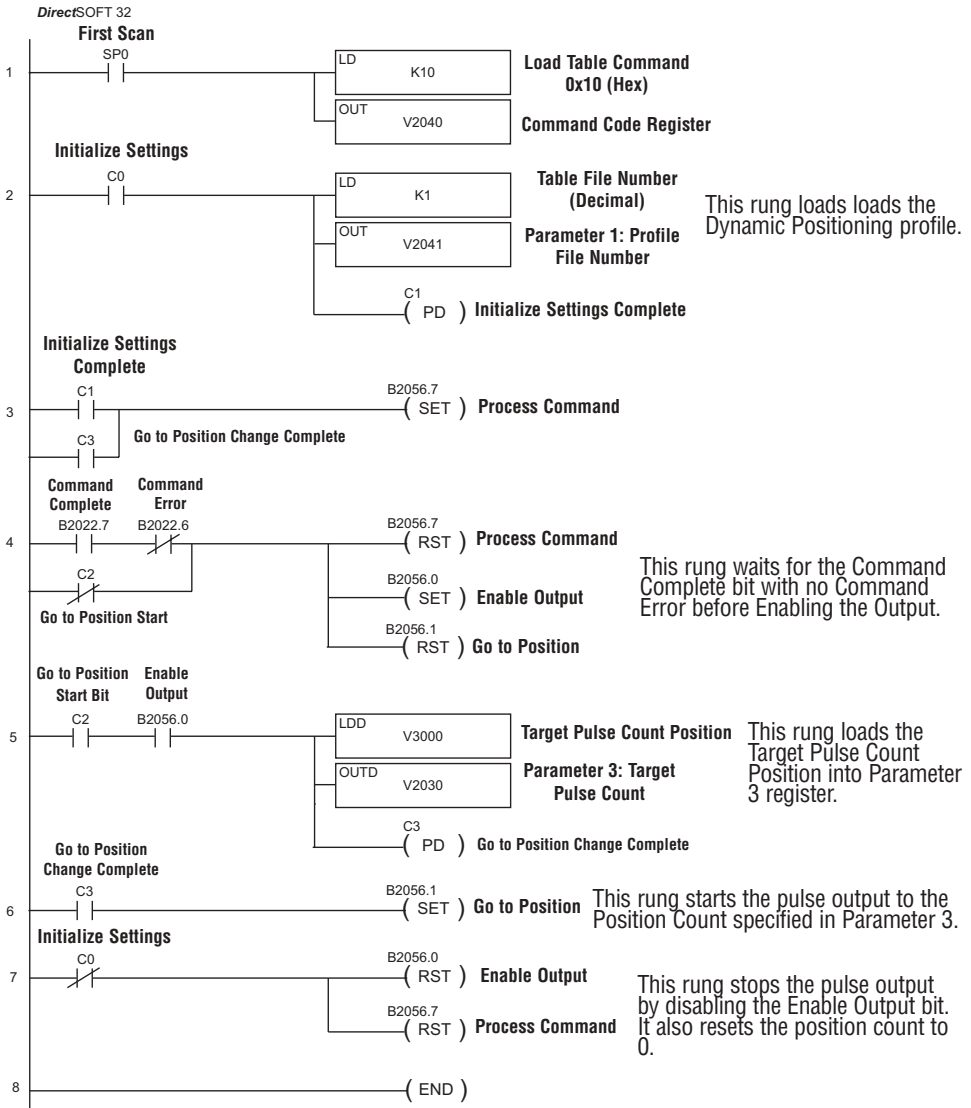 DirectSOFT 32
First Scan
SP0
1
LD
K10
Load Table Command
0x10 (Hex)
OUT
V2040
Command Code Register
Initialize Settings
C0
2
LD
K1
Table File Number
(Decimal)
This rung loads loads the
Dynamic Positioning profile.
OUT
V2041
Parameter 1: Profile
File Number
C1
( PD )
Initialize Settings Complete
Initialize Settings
Complete
C1
3
B2056.7
( SET )
Process Command
C3
Go to Position Change Complete
Command
Complete
Command
Error
B2022.7
B2022.6
4
B2056.7
( RST )
Process Command
C2
Go to Position Start
B2056.0
( SET )
Enable Output
This rung waits for the Command
Complete bit with no Command
Error before Enabling the Output.
B2056.1
( RST )
Go to Position
Go to Position
Start Bit
Enable
Output
C2
B2056.0
5
LDD
V3000
Target Pulse Count Position
This rung loads the
Target Pulse Count
Position into Parameter
3 register.
OUTD
V2030
Parameter 3: Target
Pulse Count
C3
( PD )
Go to Position Change Complete
Go to Position
Change Complete
C3
6
B2056.1
( SET )
Go to Position
This rung starts the pulse output to the
Position Count specified in Parameter 3.
Initialize Settings
C0
7
B2056.0
( RST )
Enable Output
B2056.7
( RST )
Process Command
This rung stops the pulse output
by disabling the Enable Output bit.
It also resets the position count to
0.
8
( END )